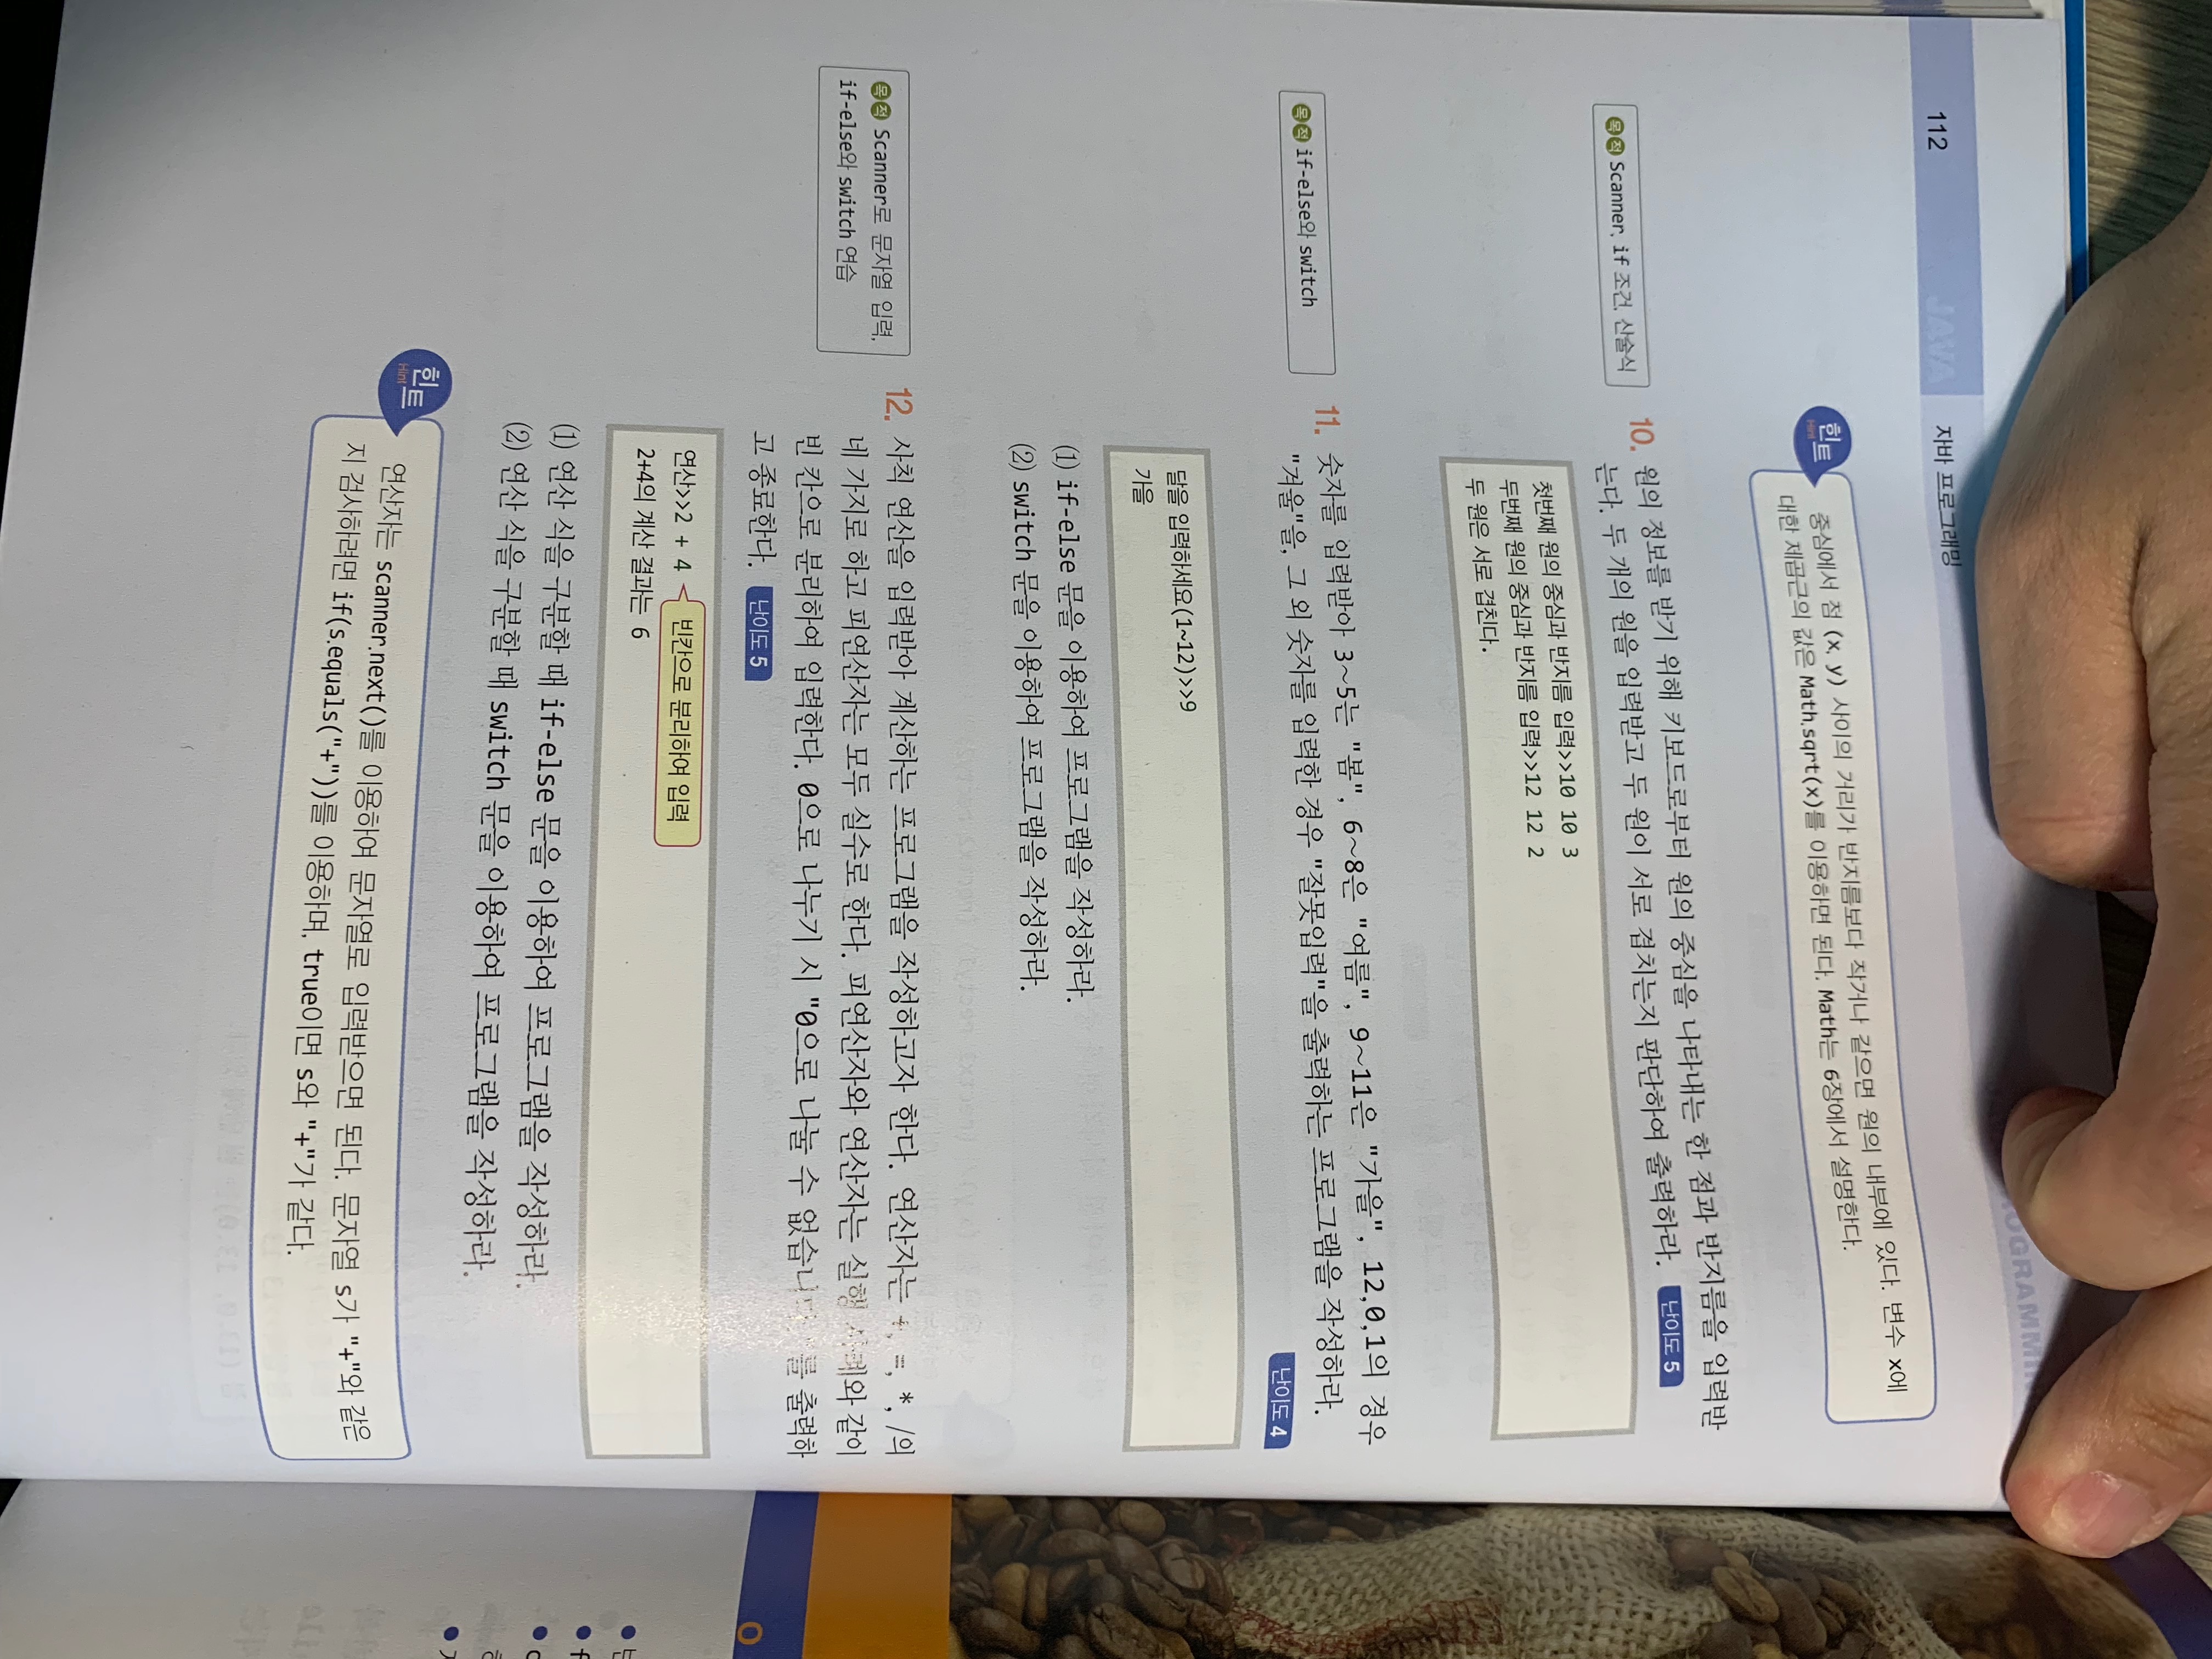 112
JAVA
자바 프로그래밍
힌트
Hint
중심에서 점 (x, y) 사이의 거리가 반지름보다 작거나 같으면 원의 내부에 있다. 변수 x에
대한 제곱근의 값은 Math.sqrt(x)를 이용하면 된다. Math는 6장에서 설명한다.
목적 Scanner, if 조건, 산술식
10. 원의 정보를 받기 위해 키보드로부터 원의 중심을 나타내는 한 점과 반지름을 입력받
는다. 두 개의 원을 입력받고 두 원이 서로 겹치는지 판단하여 출력하라. 난이도 5
첫번째 원의 중심과 반지름 입력>>10 10 3
두번째 원의 중심과 반지름 입력>>12 12 2
두 원은 서로 겹친다.
목적 if-else와 switch
11. 숫자를 입력받아 3~5는 "봄", 6~8은 "여름", 9~11은 "가을", 12,0,1의 경우
"겨울"을, 그 외 숫자를 입력한 경우 "잘못입력"을 출력하는 프로그램을 작성하라.
난이도 4
달을 입력하세요(1~12)>>9
가을
(1) if-else 문을 이용하여 프로그램을 작성하라.
(2) switch 문을 이용하여 프로그램을 작성하라.
목적 Scanner로 문자열 입력,
if-else와 switch 연습
12. 사칙 연산을 입력받아 계산하는 프로그램을 작성하고자 한다. 연산자는 +, =, *, /의
네 가지로 하고 피연산자는 모두 실수로 한다. 피연산자와 연산자는 실행 사례와 같이
빈 칸으로 분리하여 입력한다. 0으로 나누기 시 "0으로 나눌 수 없습니다."를 출력하
고 종료한다. 난이도 5
연산>>2 + 4 빈칸으로 분리하여 입력
2+4의 계산 결과는 6
(1) 연산 식을 구분할 때 if-else 문을 이용하여 프로그램을 작성하라.
(2) 연산 식을 구분할 때 switch 문을 이용하여 프로그램을 작성하라.
힌트
Hint
연산자는 scanner.next()를 이용하여 문자열로 입력받으면 된다. 문자열 s가 "+"와 같은
지 검사하려면 if(s.equals("+"))를 이용하며, true이면 s와 "+"가 같다.